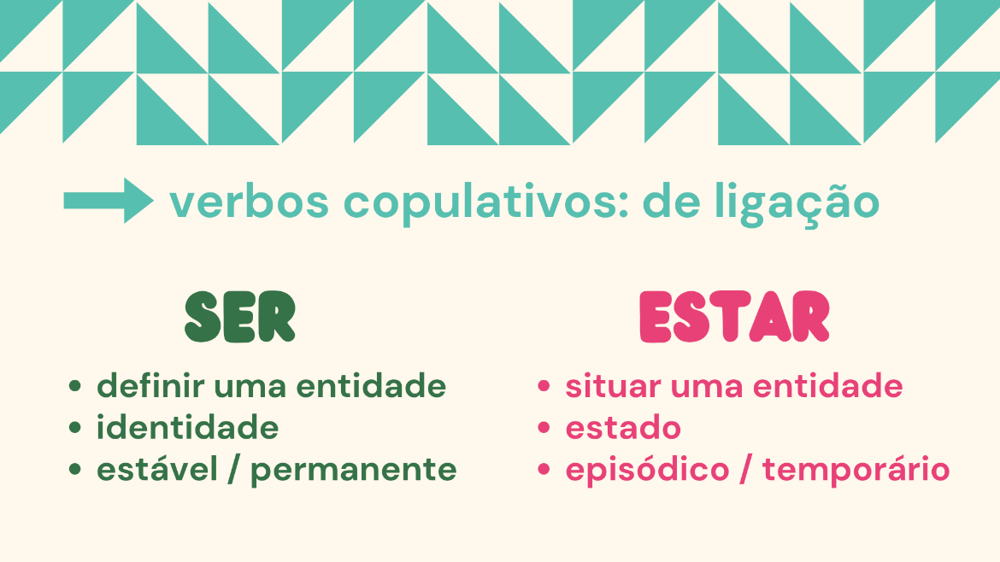 verbos copulativos: de ligação
SER
• definir uma entidade
• identidade
• estável / permanente
ESTAR
• situar uma entidade
• estado
• episódico / temporário